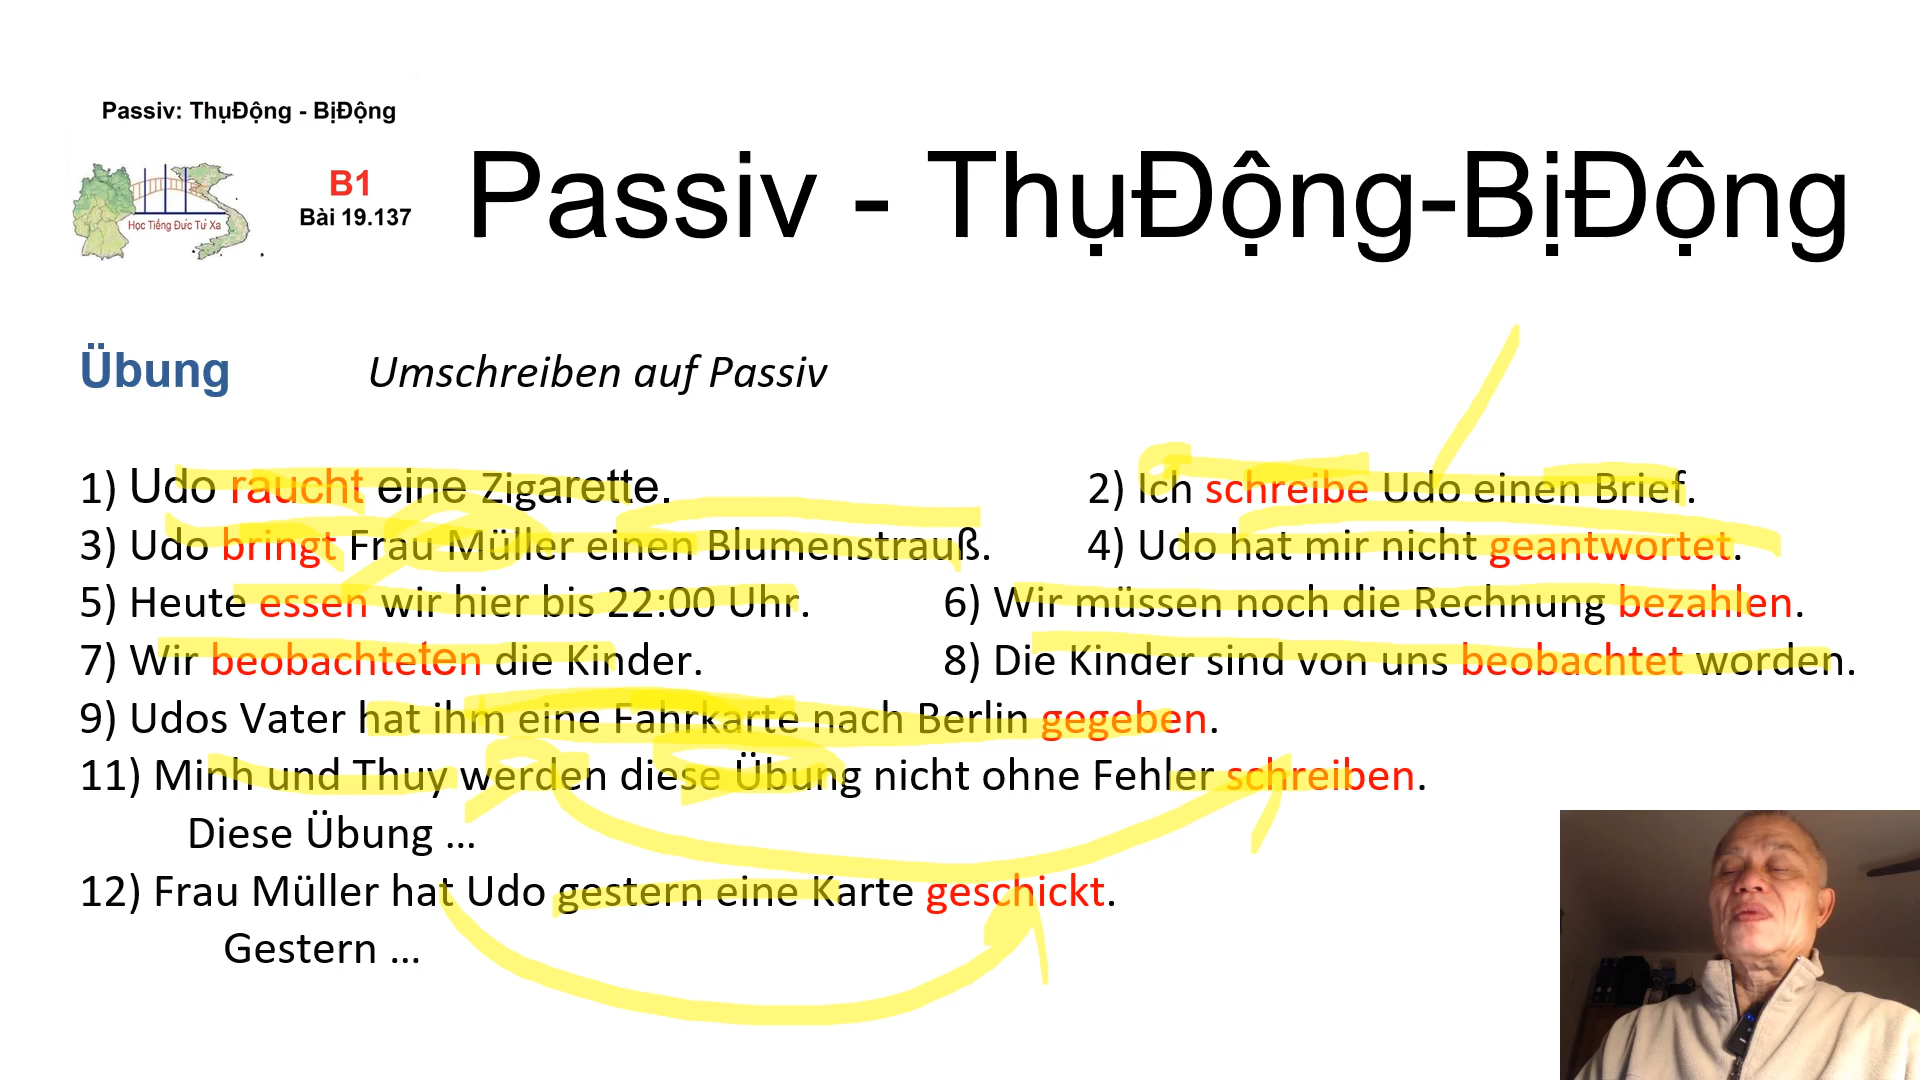 Passiv: ThụĐộng - BịĐộng
Học Tiếng Đức Từ Xa
B1
Bài 19.137
Passiv - ThụĐộng-BịĐộng
Übung Umschreiben auf Passiv
1) Udo raucht eine Zigarette. 2) Ich schreibe Udo einen Brief.
3) Udo bringt Frau Müller einen Blumenstrauß. 4) Udo hat mir nicht geantwortet.
5) Heute essen wir hier bis 22:00 Uhr. 6) Wir müssen noch die Rechnung bezahlen.
7) Wir beobachteten die Kinder. 8) Die Kinder sind von uns beobachtet worden.
9) Udos Vater hat ihm eine Fahrkarte nach Berlin gegeben.
11) Minh und Thuy werden diese Übung nicht ohne Fehler schreiben.
Diese Übung ...
12) Frau Müller hat Udo gestern eine Karte geschickt.
Gestern ...